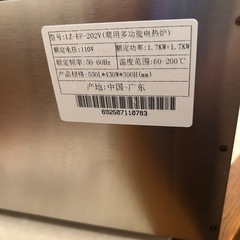 型号:LZ-EF-202V(商用多功能电热炉)
额定电压:110V 额定功率:1.7KW+1.7KW
额定频率:50-60Hz 温度范围:60-200℃
产品规格:550L*430W*300H(mm)
产地:中国-广东
692507110783